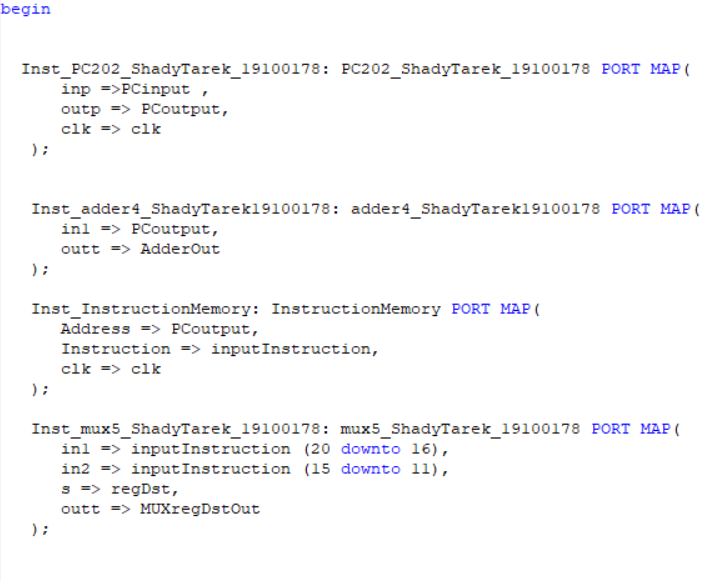 begin
Inst_PC202_ShadyTarek_19100178: PC202_ShadyTarek_19100178 PORT MAP(
inp =>PCinput ,
outp => PCoutput,
clk => clk
);
Inst_adder4_ShadyTarek19100178: adder4_ShadyTarek19100178 PORT MAP(
in1 => PCoutput,
outt => AdderOut
);
Inst_InstructionMemory: InstructionMemory PORT MAP(
Address => PCoutput,
Instruction => inputInstruction,
clk => clk
);
Inst_mux5_ShadyTarek_19100178: mux5_ShadyTarek_19100178 PORT MAP(
in1 => inputInstruction (20 downto 16),
in2 => inputInstruction (15 downto 11),
s => regDst,
outt => MUXregDstOut
);